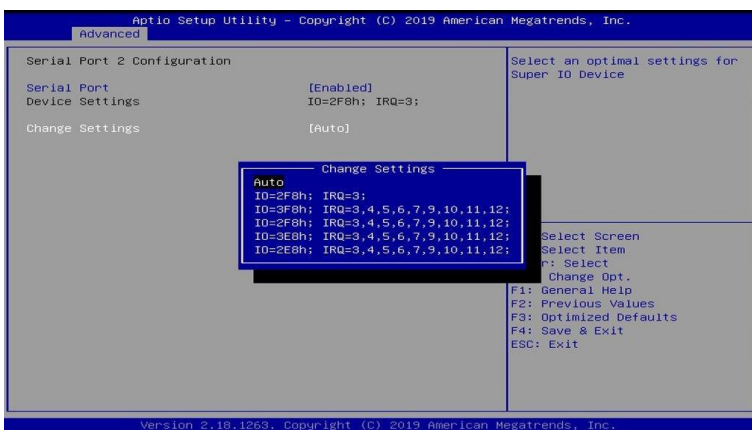 Aptio Setup Utility – Copyright (C) 2019 American Megatrends, Inc.
Advanced
Serial Port 2 Configuration
Serial Port [Enabled]
Device Settings IO=2F8h; IRQ=3;
Change Settings [Auto]
Select an optimal settings for
Super IO Device
Change Settings
Auto
IO=2F8h; IRQ=3;
IO=3F8h; IRQ=3,4,5,6,7,9,10,11,12;
IO=2F8h; IRQ=3,4,5,6,7,9,10,11,12;
IO=3E8h; IRQ=3,4,5,6,7,9,10,11,12;
IO=2E8h; IRQ=3,4,5,6,7,9,10,11,12;
Select Screen
Select Item
r: Select
Change Opt.
F1: General Help
F2: Previous Values
F3: Optimized Defaults
F4: Save & Exit
ESC: Exit
Version 2.18.1263. Copyright (C) 2019 American Megatrends, Inc.